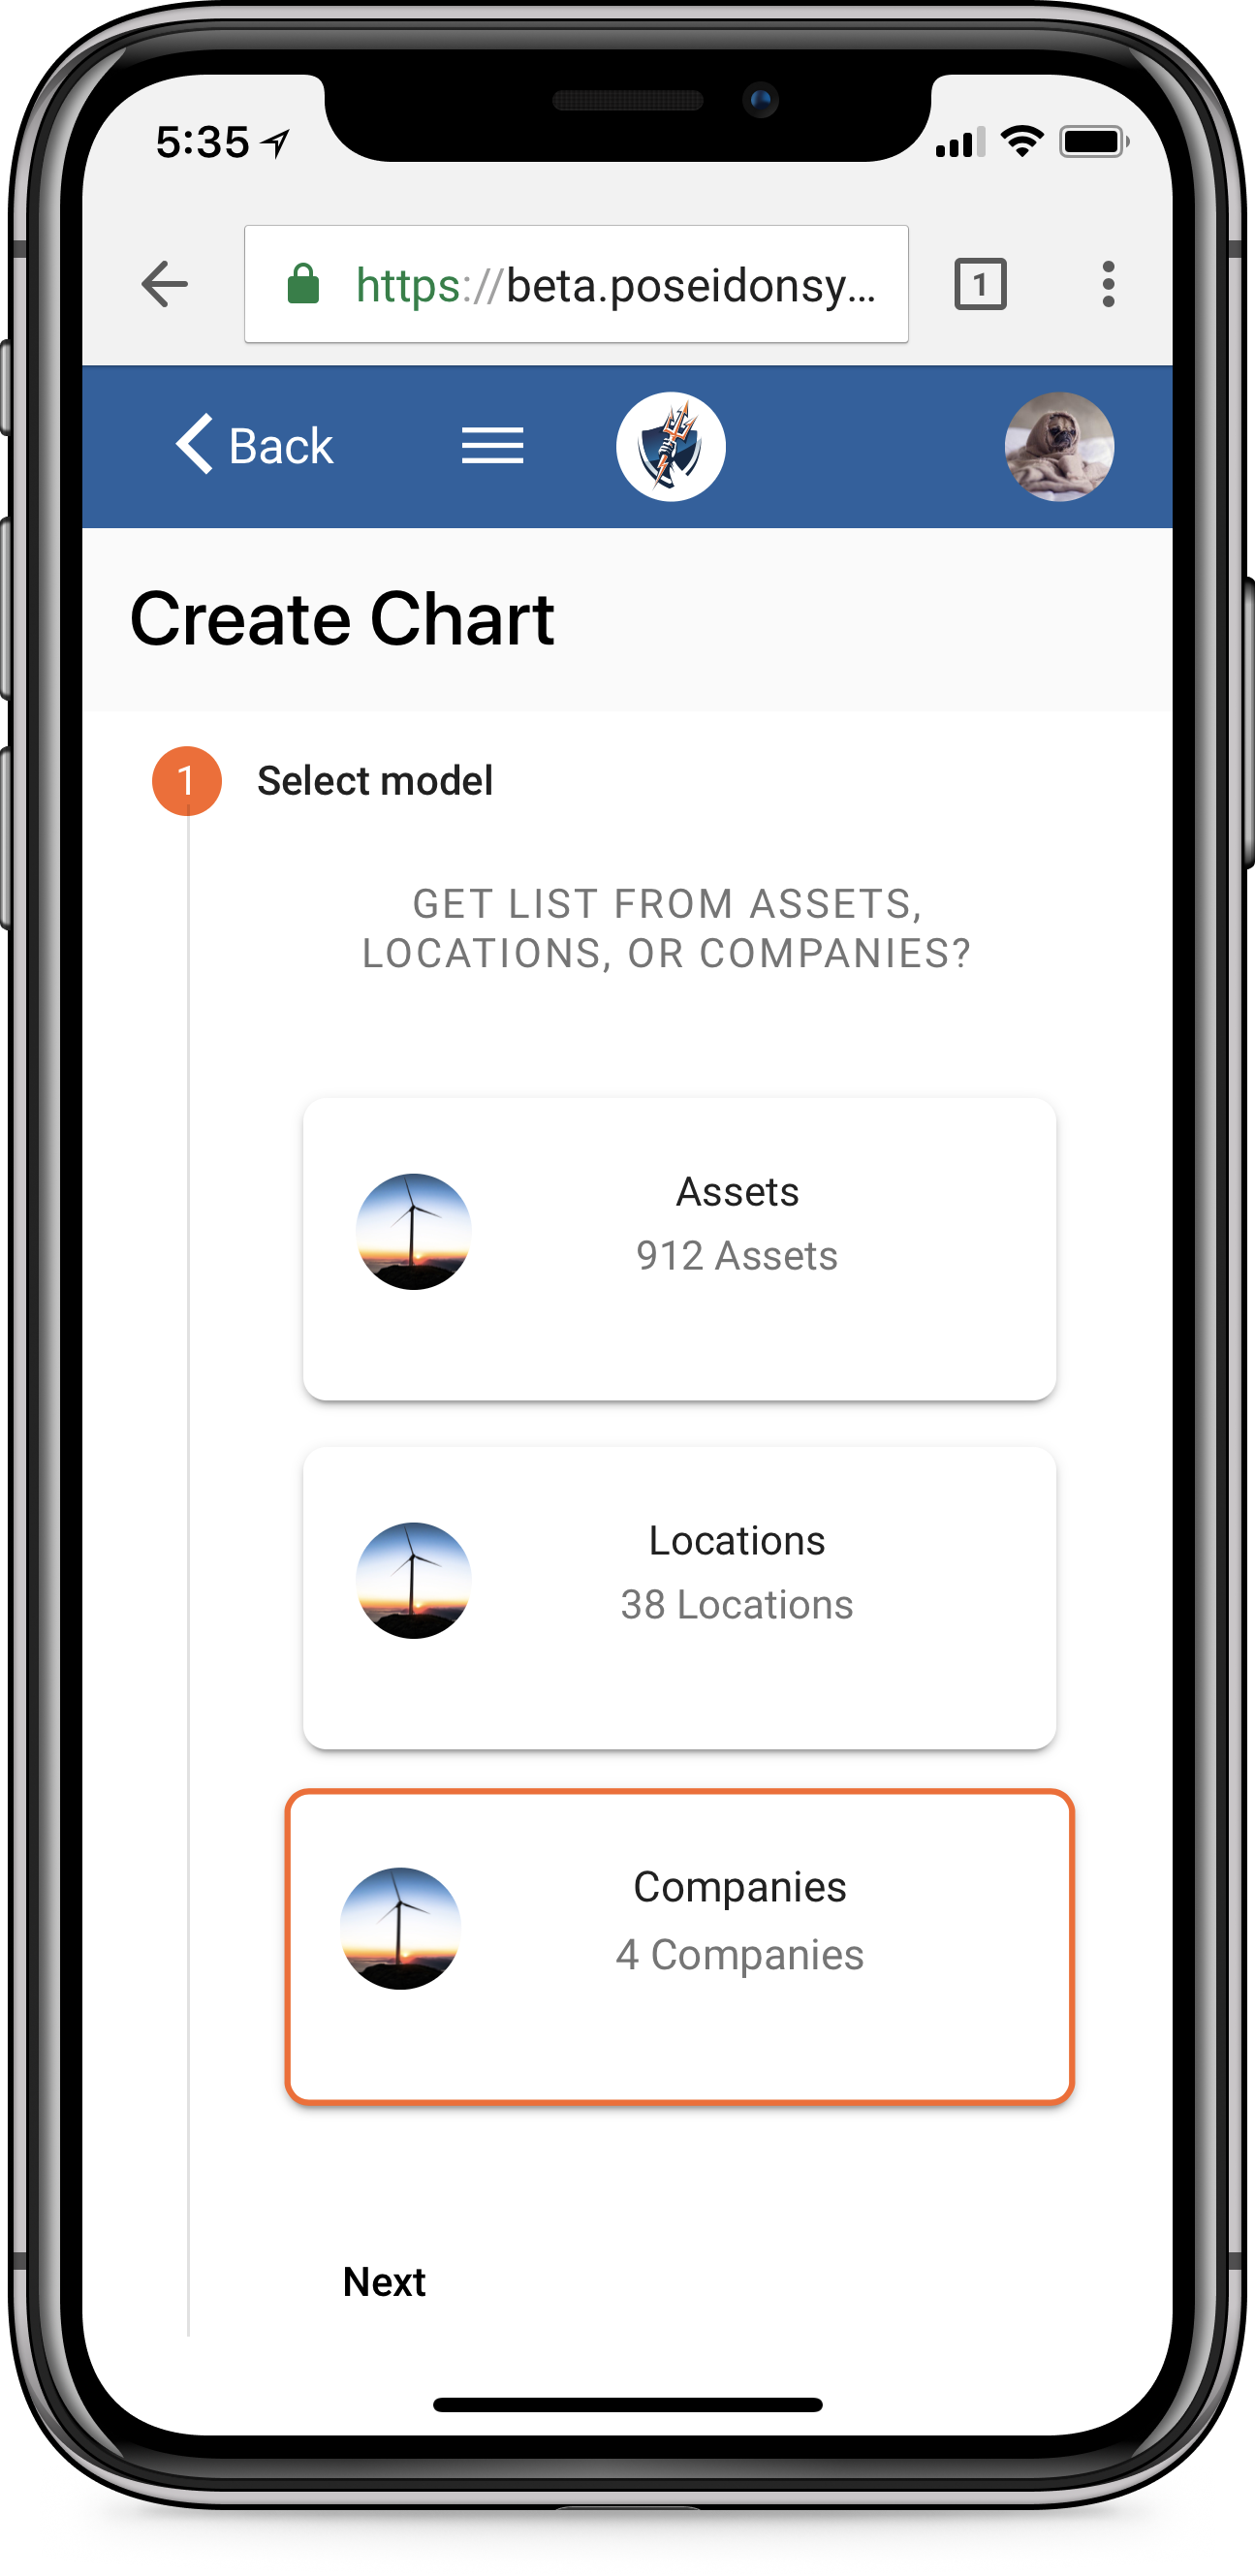 5:35
https://beta.poseidonsy...
1
Back
Create Chart
1 Select model
GET LIST FROM ASSETS,
LOCATIONS, OR COMPANIES?
Assets
912 Assets
Locations
38 Locations
Companies
4 Companies
Next